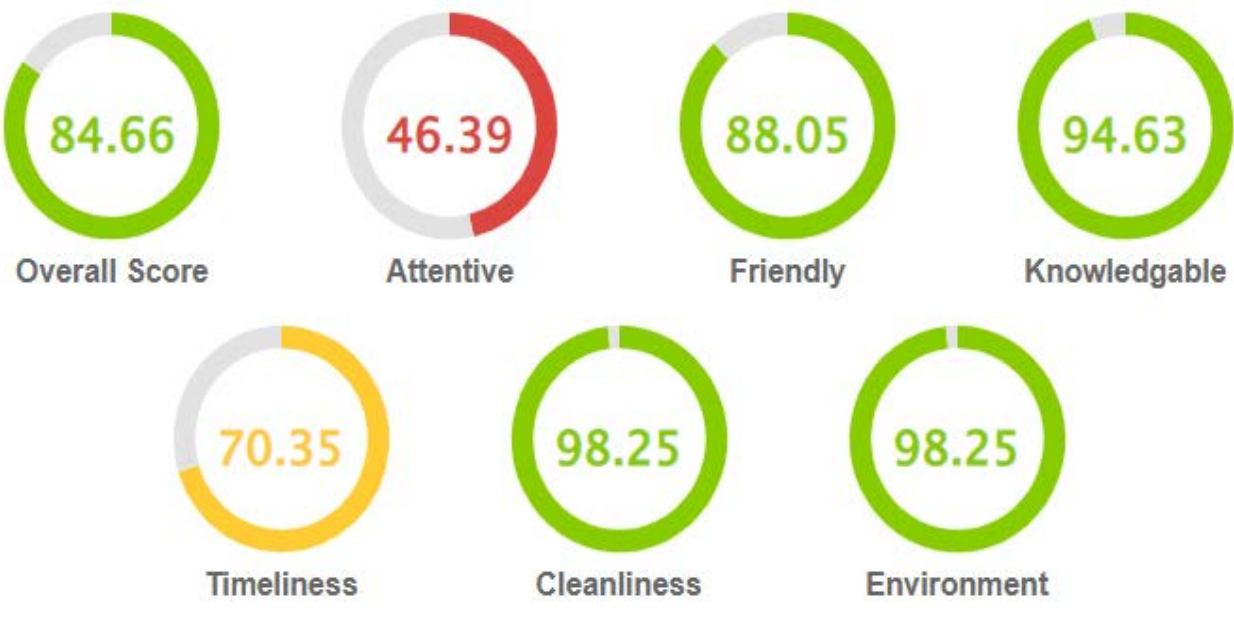 84.66 46.39 88.05 94.63
Overall Score Attentive Friendly Knowledgable
70.35 98.25 98.25
Timeliness Cleanliness Environment